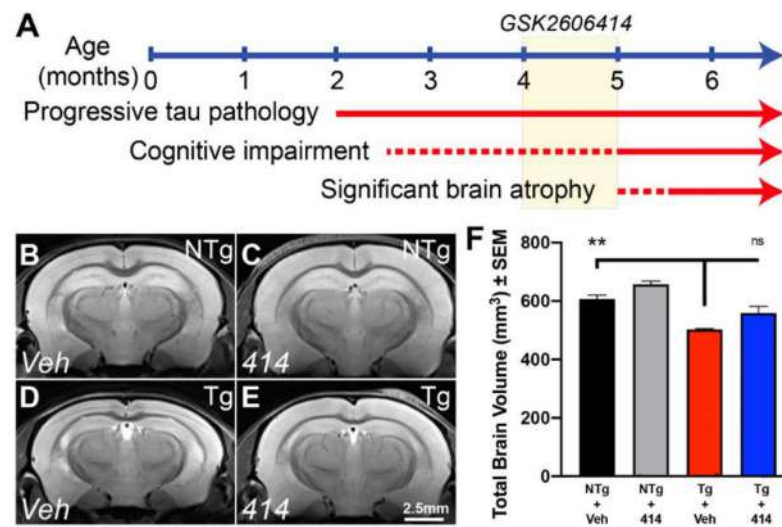 A
GSK2606414
Age
(months)
0 1 2 3 4 5 6
Progressive tau pathology
Cognitive impairment
Significant brain atrophy
B NTg
Veh
C NTg
414
D Tg
Veh
E Tg
414
2.5mm
F
Total Brain Volume (mm³) ± SEM
800
600
400
200
0
** ns
NTg + Veh
NTg + 414
Tg + Veh
Tg + 414